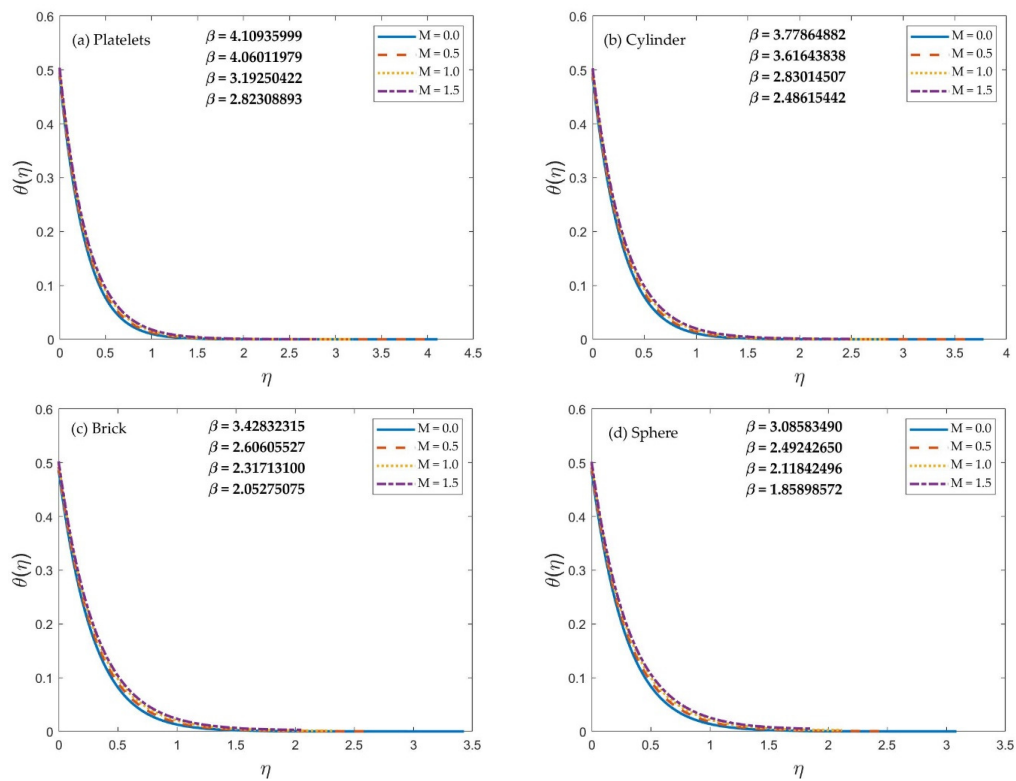 (a) Platelets
β = 4.10935999
β = 4.06011979
β = 3.19250422
β = 2.82308893
M = 0.0
M = 0.5
M = 1.0
M = 1.5
0.6
0.5
0.4
0.3
0.2
0.1
0
θ(η)
0 0.5 1 1.5 2 2.5 3 3.5 4 4.5
η
(b) Cylinder
β = 3.77864882
β = 3.61643838
β = 2.83014507
β = 2.48615442
M = 0.0
M = 0.5
M = 1.0
M = 1.5
0.6
0.5
0.4
0.3
0.2
0.1
0
θ(η)
0 0.5 1 1.5 2 2.5 3 3.5 4
η
(c) Brick
β = 3.42832315
β = 2.60605527
β = 2.31713100
β = 2.05275075
M = 0.0
M = 0.5
M = 1.0
M = 1.5
0.6
0.5
0.4
0.3
0.2
0.1
0
θ(η)
0 0.5 1 1.5 2 2.5 3 3.5
η
(d) Sphere
β = 3.08583490
β = 2.49242650
β = 2.11842496
β = 1.85898572
M = 0.0
M = 0.5
M = 1.0
M = 1.5
0.6
0.5
0.4
0.3
0.2
0.1
0
θ(η)
0 0.5 1 1.5 2 2.5 3 3.5
η